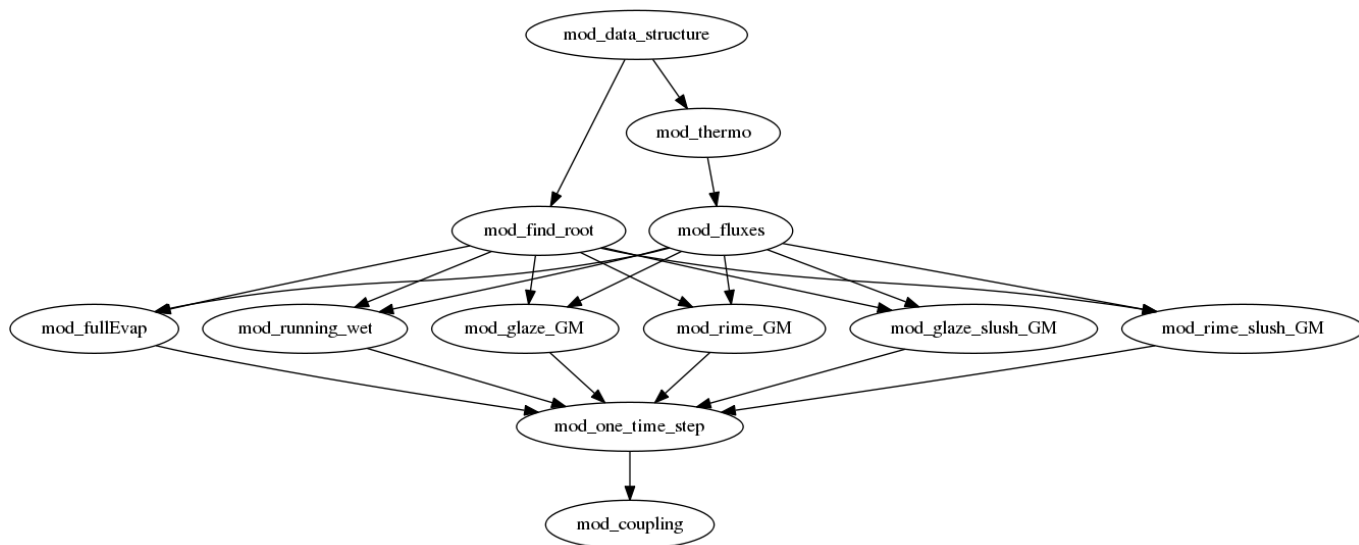 mod_data_structure
mod_thermo
mod_find_root
mod_fluxes
mod_fullEvap
mod_running_wet
mod_glaze_GM
mod_rime_GM
mod_glaze_slush_GM
mod_rime_slush_GM
mod_one_time_step
mod_coupling